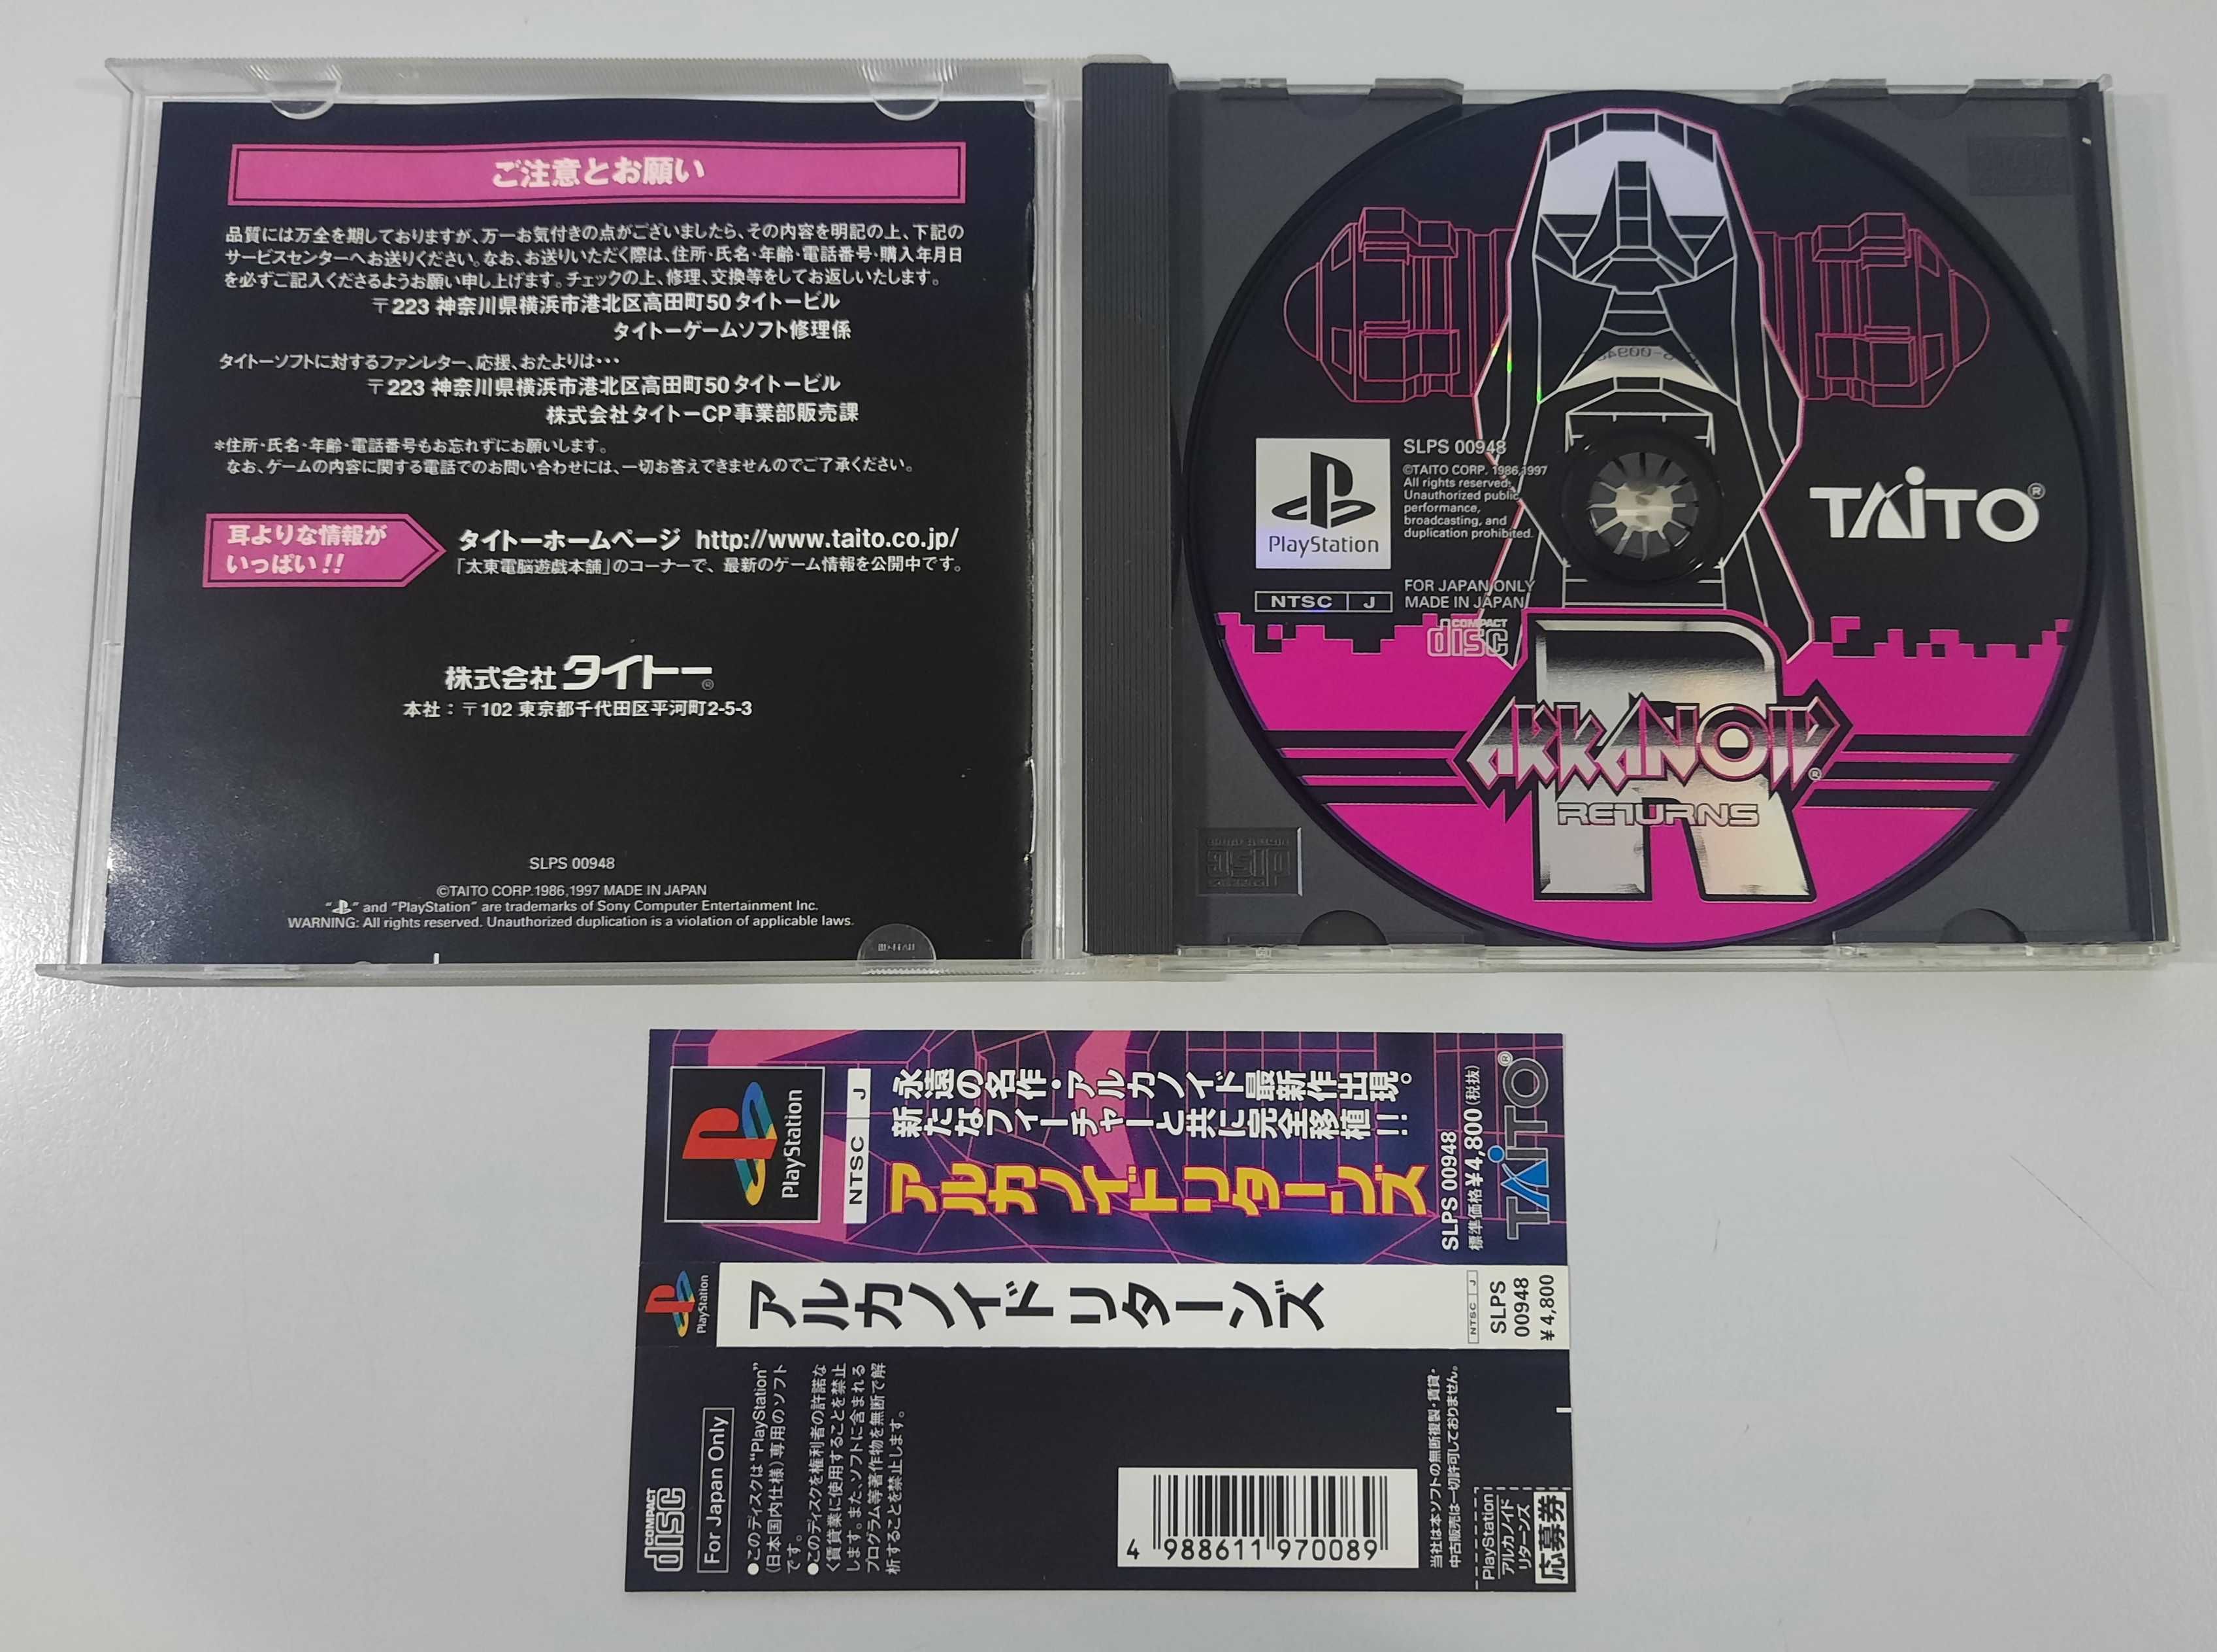 ご注意とお願い
品質には万全を期しておりますが、万一お気付きの点がございましたら、その内容を明記の上、下記の
サービスセンターへお送りください。なお、お送りいただく際は、住所・氏名・年齢・電話番号・購入年月日
を必ずご記入くださるようお願い申し上げます。チェックの上、修理、交換等をしてお返しいたします。
〒223 神奈川県横浜市港北区高田町50 タイトービル
タイトーゲームソフト修理係
タイトーソフトに対するファンレター、応援、おたよりは・・・
〒223 神奈川県横浜市港北区高田町50 タイトービル
株式会社タイトーCP事業部販売課
*住所・氏名・年齢・電話番号もお忘れずにお願いします。
なお、ゲームの内容に関する電話でのお問い合わせには、一切お答えできませんのでご了承ください。
耳よりな情報が
いっぱい!!
タイトーホームページ http://www.taito.co.jp/
「太東電脳遊戯本舗」のコーナーで、最新のゲーム情報を公開中です。
株式会社 タイトー®
本社：〒102 東京都千代田区平河町2-5-3
SLPS 00948
©TAITO CORP.1986,1997 MADE IN JAPAN
“ ” and “PlayStation” are trademarks of Sony Computer Entertainment Inc.
WARNING: All rights reserved. Unauthorized duplication is a violation of applicable laws.
PlayStation
NTSC J
SLPS 00948
©TAITO CORP. 1986,1997
All rights reserved.
Unauthorized public
performance,
broadcasting, and
duplication prohibited.
FOR JAPAN ONLY
MADE IN JAPAN
COMPACT
disc
TAITO®
R
ARKANOID®
RETURNS
PlayStation
NTSC J
永遠の名作・アルカノイド最新作出現。
新たなフィーチャーと共に完全移植!!
アルカノイドリターンズ
SLPS 00948
標準価格¥4,800(税抜)
TAITO®
PlayStation
アルカノイドリターンズ
NTSC J
SLPS
00948
¥4,800
COMPACT
disc
For Japan Only
●このディスクは“PlayStation”
(日本国内仕様)専用のソフト
です。
●このディスクを権利者の許諾な
く賃貸業に使用することを禁止
します。また、ソフトに含まれる
プログラム等著作物を無断で解
析することを禁止します。
4 988611 970089
当社は本ソフトの無断複製・賃貸・
中古販売は一切許可しておりません。
PlayStation
アルカノイド
リターンズ
応募券